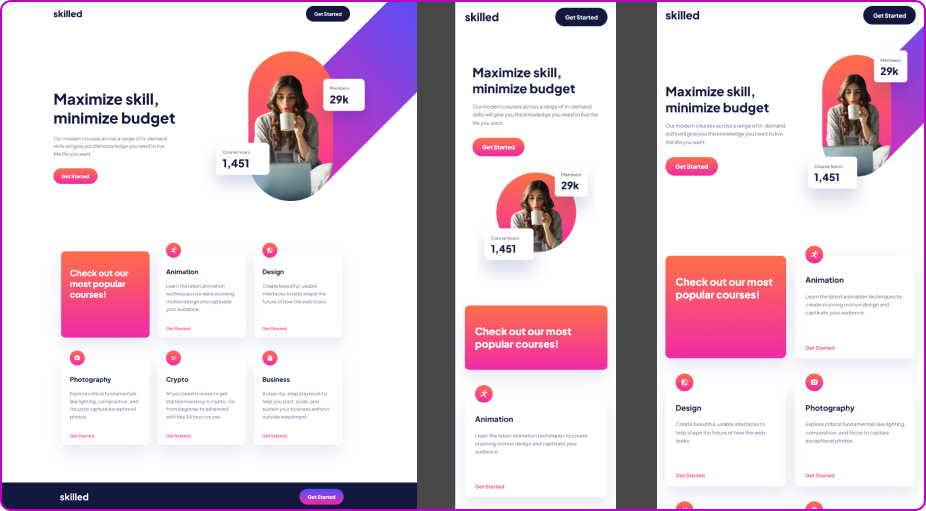 skilled
Get Started
Maximize skill,
minimize budget
Our modern courses across a range of in-demand
skills will give you the knowledge you need to live
the life you want.
Get Started
Members
29k
Course hours
1,451
Check out our
most popular
courses!
Animation
Learn the latest animation
techniques to create stunning
motion design and captivate
your audience.
Get Started
Design
Create beautiful, usable
interfaces to help shape the
future of how the web looks.
Get Started
Photography
Explore critical fundamentals
like lighting, composition, and
focus to capture exceptional
photos.
Get Started
Crypto
All you need to know to get
started investing in crypto. Go
from beginner to advanced
with this 54 hour course.
Get Started
Business
A step-by-step playbook to
help you start, scale, and
sustain your business without
outside investment.
Get Started
skilled
Get Started
skilled
Get Started
Maximize skill,
minimize budget
Our modern courses across a range of in-demand
skills will give you the knowledge you need to live the
life you want.
Get Started
Members
29k
Course hours
1,451
Check out our most
popular courses!
Animation
Learn the latest animation techniques to create
stunning motion design and captivate your
audience.
Get Started
skilled
Get Started
Maximize skill,
minimize budget
Our modern courses across a range of in-demand
skills will give you the knowledge you need to live
the life you want.
Get Started
Members
29k
Course hours
1,451
Check out our most
popular courses!
Animation
Learn the latest animation techniques to
create stunning motion design and
captivate your audience.
Get Started
Design
Create beautiful, usable interfaces to
help shape the future of how the web
looks.
Get Started
Photography
Explore critical fundamentals like lighting,
composition, and focus to capture
exceptional photos.
Get Started